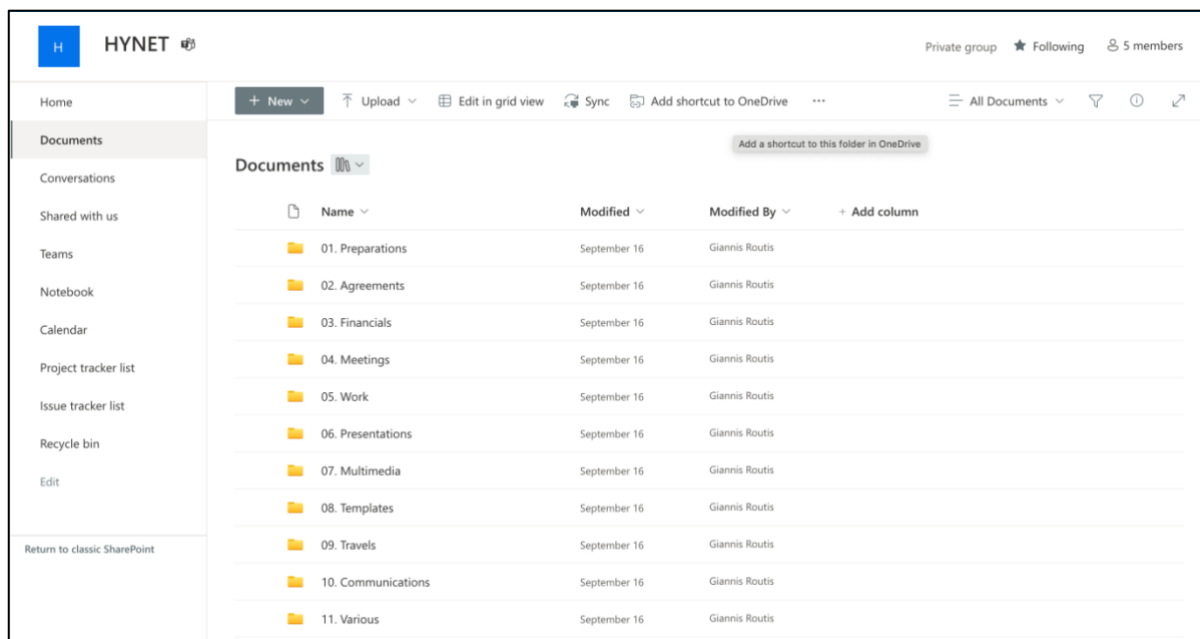 H
HYNET
Private group Following 5 members
Home
Documents
Conversations
Shared with us
Teams
Notebook
Calendar
Project tracker list
Issue tracker list
Recycle bin
Edit
Return to classic SharePoint
+ New Upload Edit in grid view Sync Add shortcut to OneDrive ... All Documents
Add a shortcut to this folder in OneDrive
Documents
Name Modified Modified By + Add column
01. Preparations September 16 Giannis Routis
02. Agreements September 16 Giannis Routis
03. Financials September 16 Giannis Routis
04. Meetings September 16 Giannis Routis
05. Work September 16 Giannis Routis
06. Presentations September 16 Giannis Routis
07. Multimedia September 16 Giannis Routis
08. Templates September 16 Giannis Routis
09. Travels September 16 Giannis Routis
10. Communications September 16 Giannis Routis
11. Various September 16 Giannis Routis